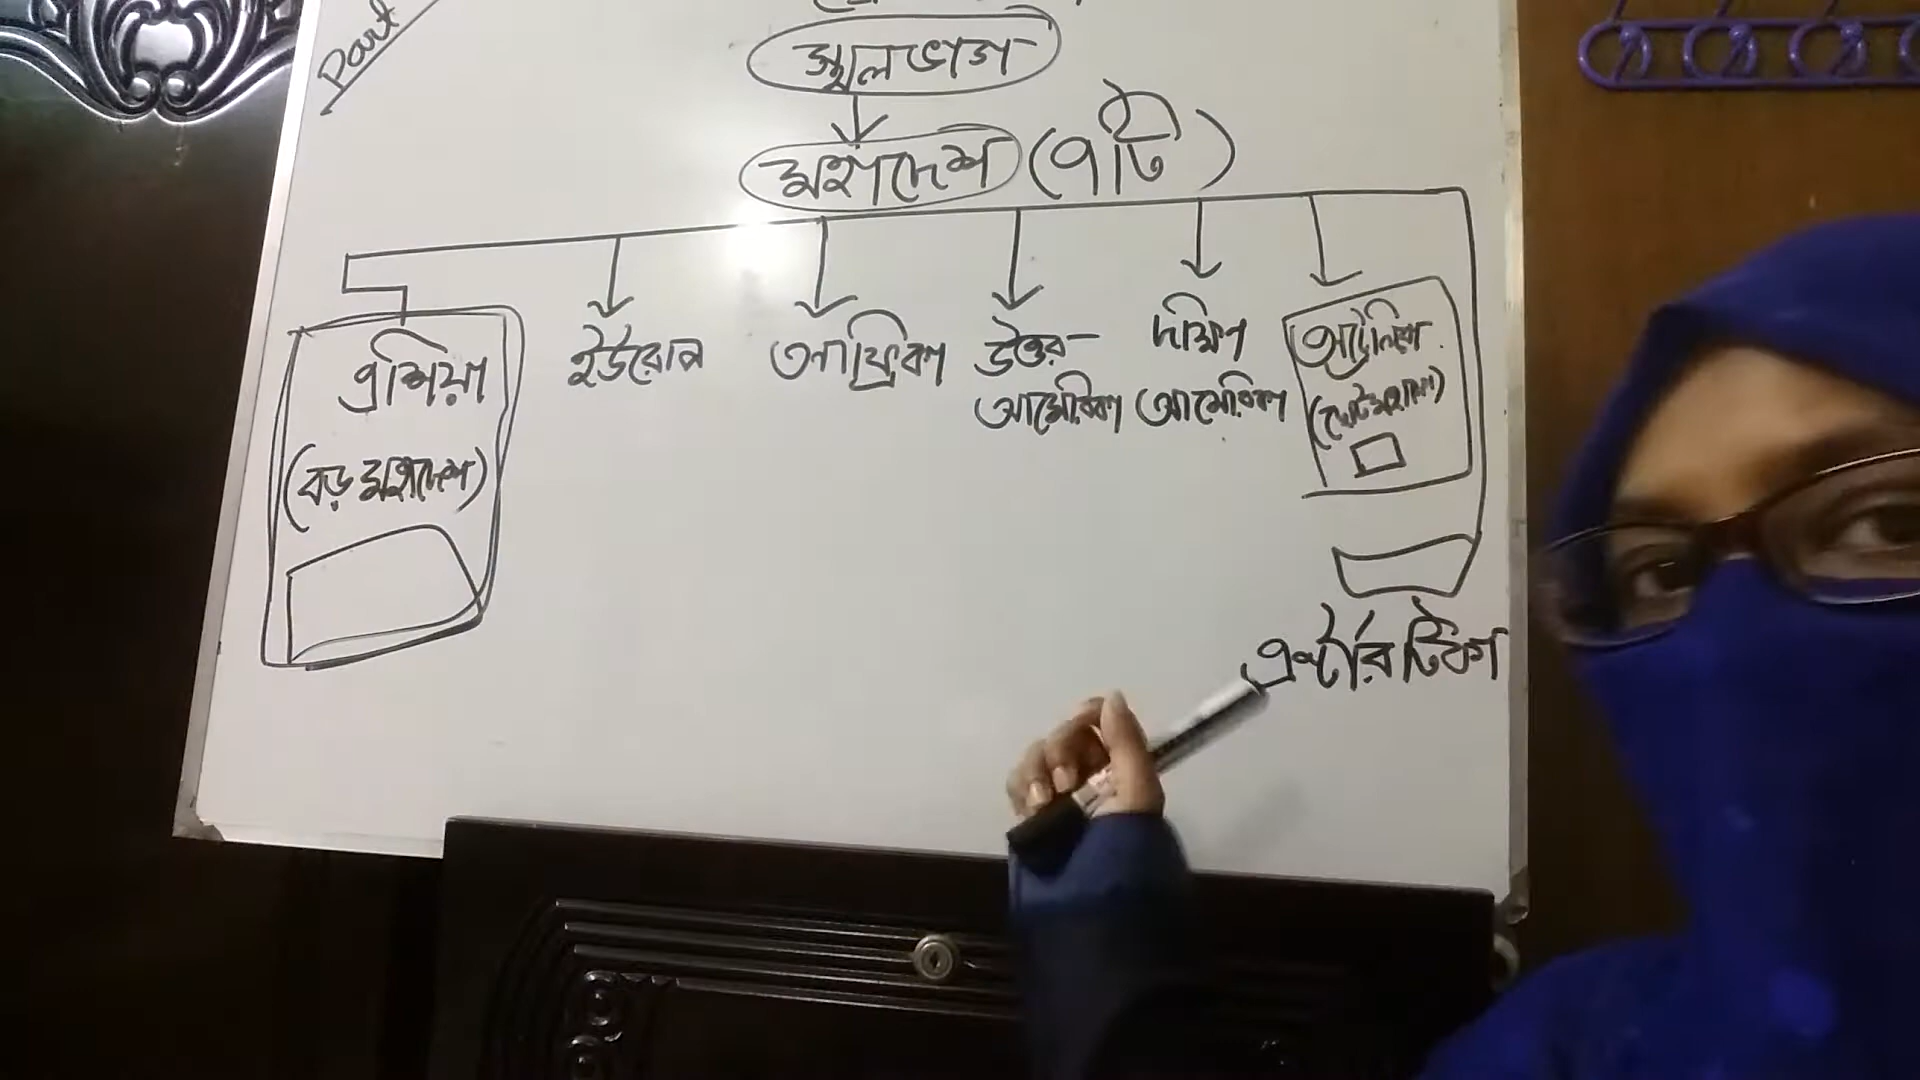 Part
স্থলভাগ
মহাদেশ (৭টি)
এশিয়া
(বড় মহাদেশ)
ইউরোপ
আফ্রিকা
উত্তর
আমেরিকা
দক্ষিণ
আমেরিকা
অস্ট্রেলিয়া
(ছোট মহাদেশ)
এন্টার্কটিকা